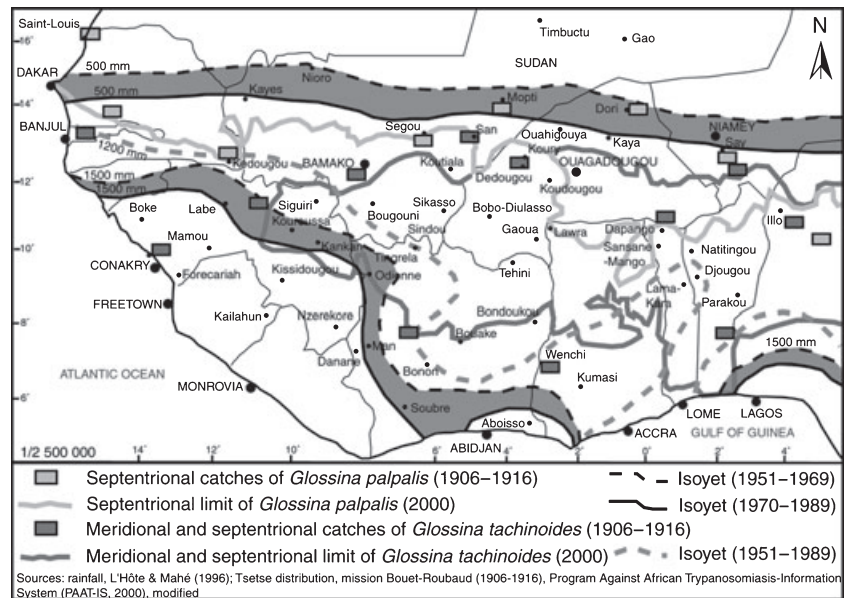 Saint-Louis
16°
Timbuctu
Gao
N
SUDAN
DAKAR
500 mm
Nioro
500 mm
Kayes
Mopti
Dori
14°
NIAMEY
BANJUL
Segou
San
Ouahigouya
Kaya
Say
1200 mm
Kedougou
BAMAKO
Koutiala
Koury
OUAGADOUGOU
1500 mm
Dedougou
12°
1500 mm
Koudougou
Boke
Labe
Siguiri
Bougouni
Sikasso
Bobo-Diulasso
Kouroussa
Sindou
Gaoua
Lawra
Dapango
Illo
Mamou
Kankan
Sansane
-Mango
Natitingou
10°
Tingrela
CONAKRY
Forecariah
Kissidougou
Odienne
Tehini
Djougou
Lama-
Kara
Parakou
FREETOWN
Kailahun
Nzerekore
Bondoukou
8°
Bouake
Man
Danane
Bonon
Wenchi
1500 mm
ATLANTIC OCEAN
MONROVIA
Kumasi
6°
Soubre
Aboisso
LOME
LAGOS
ACCRA
GULF OF GUINEA
ABIDJAN
1/2 500 000
14°
12°
10°
6°
4°
2°
0°
2°
4°
Septentrional catches of Glossina palpalis (1906–1916)
Isoyet (1951–1969)
Septentrional limit of Glossina palpalis (2000)
Isoyet (1970–1989)
Meridional and septentrional catches of Glossina tachinoides (1906–1916)
Meridional and septentrional limit of Glossina tachinoides (2000)
Isoyet (1951–1989)
Sources: rainfall, L'Hôte & Mahé (1996); Tsetse distribution, mission Bouet-Roubaud (1906-1916), Program Against African Trypanosomiasis-Information
System (PAAT-IS, 2000), modified